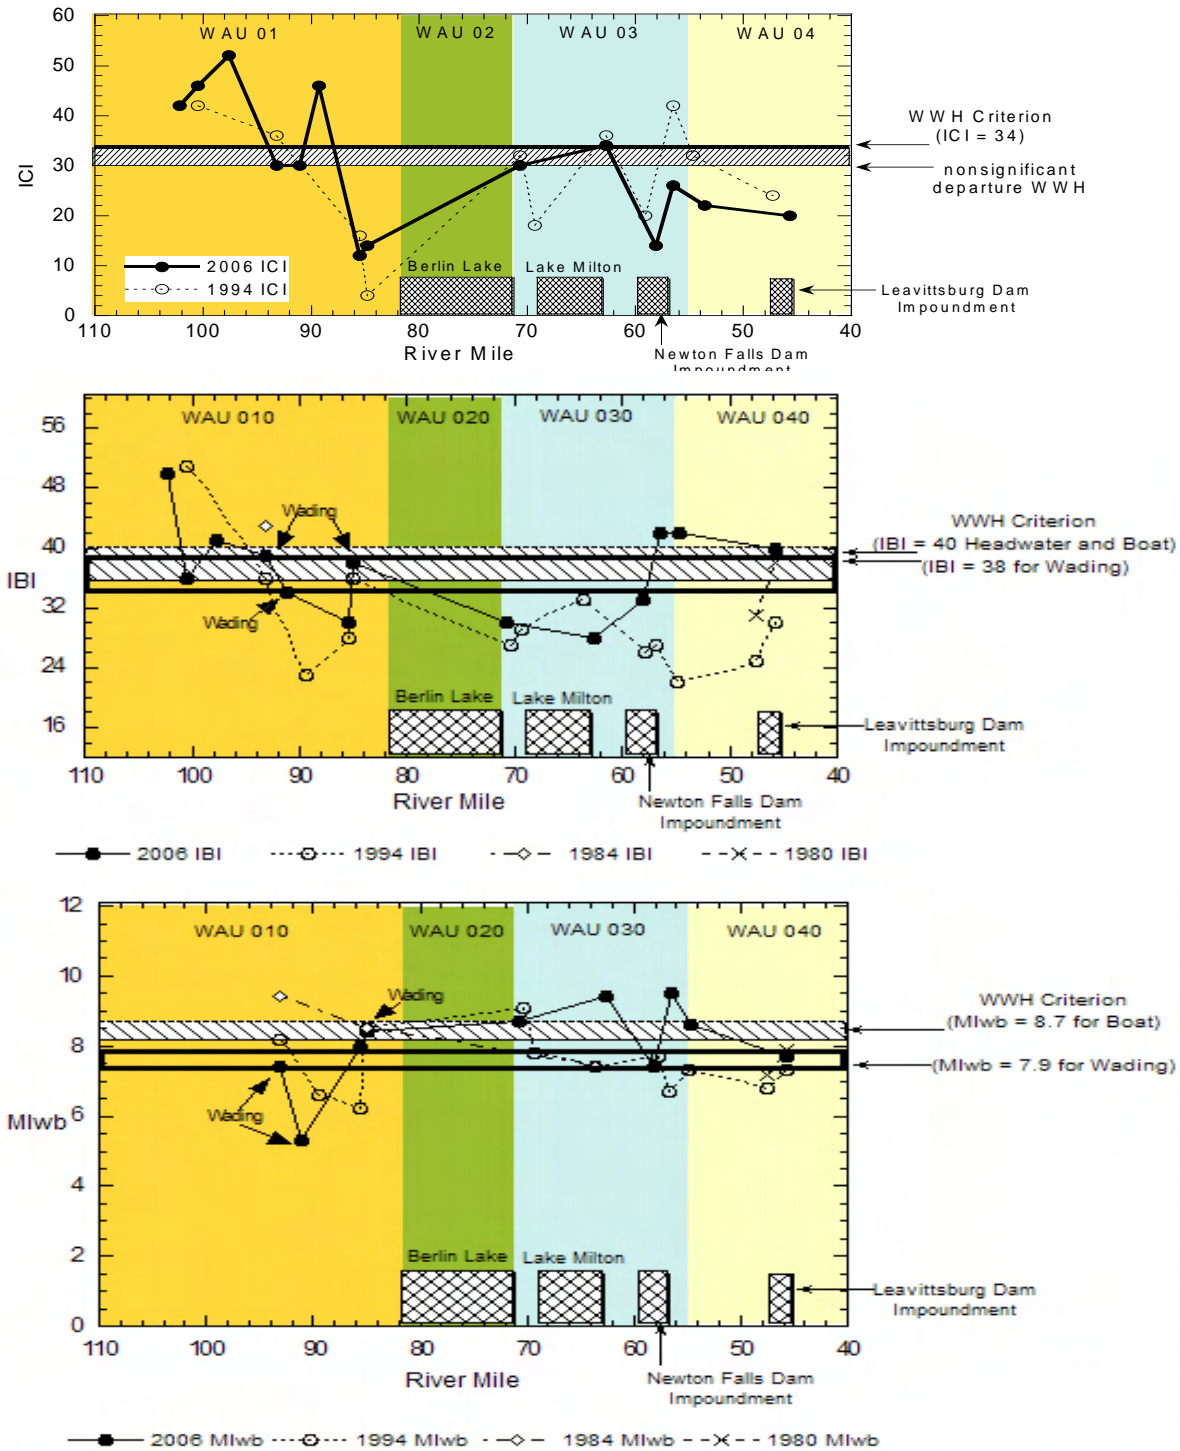 60
WAU 01
WAU 02
WAU 03
WAU 04
50
40
WWH Criterion
(ICI = 34)
ICI
30
nonsignificant
departure WWH
20
10
2006 ICI
1994 ICI
Berlin Lake
Lake Milton
Leavittsburg Dam
Impoundment
0
110
100
90
80
70
60
50
40
River Mile
Newton Falls Dam
Impoundment
56
WAU 010
WAU 020
WAU 030
WAU 040
48
Wading
40
WWH Criterion
(IBI = 40 Headwater and Boat)
(IBI = 38 for Wading)
IBI
32
Wading
24
Berlin Lake
Lake Milton
16
Leavittsburg Dam
Impoundment
110
100
90
80
70
60
50
40
River Mile
Newton Falls Dam
Impoundment
2006 IBI
1994 IBI
1984 IBI
1980 IBI
12
WAU 010
WAU 020
WAU 030
WAU 040
10
Wading
WWH Criterion
(MIwb = 8.7 for Boat)
8
(MIwb = 7.9 for Wading)
MIwb
6
Wading
4
2
Berlin Lake
Lake Milton
Leavittsburg Dam
Impoundment
0
110
100
90
80
70
60
50
40
River Mile
Newton Falls Dam
Impoundment
2006 MIwb
1994 MIwb
1984 MIwb
1980 MIwb